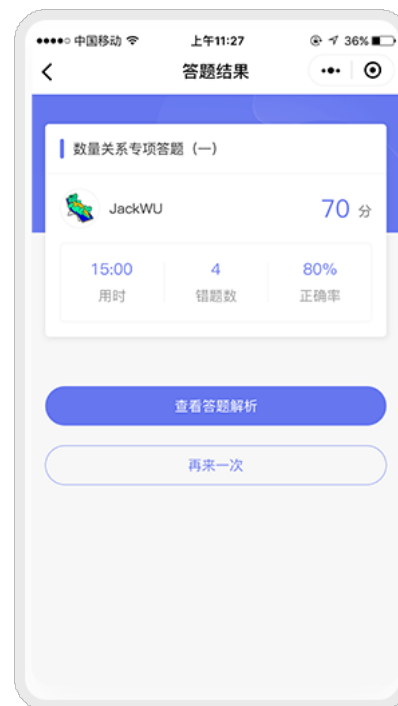 中国移动 上午11:27 36%
答题结果
数量关系专项答题（一）
JackWU 70 分
15:00 4 80%
用时 错题数 正确率
查看答题解析
再来一次